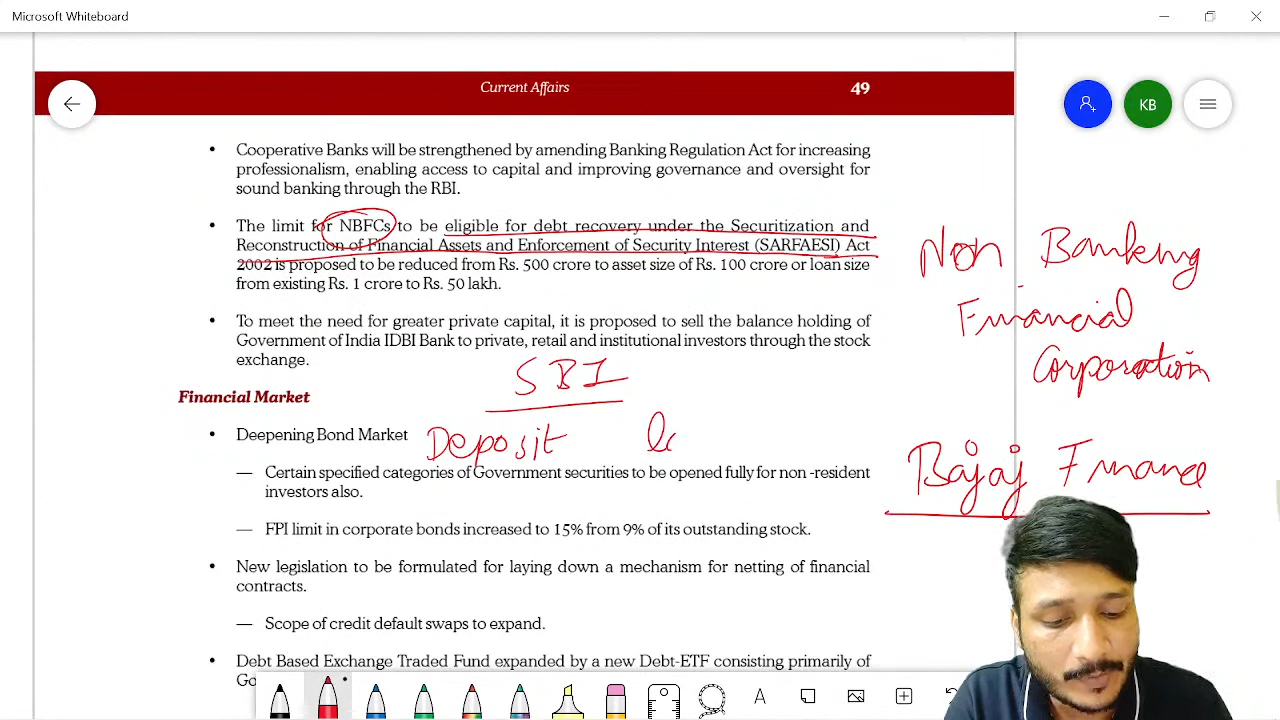 Microsoft Whiteboard
Current Affairs 49
KB
• Cooperative Banks will be strengthened by amending Banking Regulation Act for increasing
professionalism, enabling access to capital and improving governance and oversight for
sound banking through the RBI.
• The limit for NBFCs to be eligible for debt recovery under the Securitization and
Reconstruction of Financial Assets and Enforcement of Security Interest (SARFAESI) Act
2002 is proposed to be reduced from Rs. 500 crore to asset size of Rs. 100 crore or loan size
from existing Rs. 1 crore to Rs. 50 lakh.
Non Banking
Financial
Corporation
• To meet the need for greater private capital, it is proposed to sell the balance holding of
Government of India IDBI Bank to private, retail and institutional investors through the stock
exchange.
SBI
Financial Market
• Deepening Bond Market
Deposit
Bajaj Finance
— Certain specified categories of Government securities to be opened fully for non -resident
investors also.
— FPI limit in corporate bonds increased to 15% from 9% of its outstanding stock.
• New legislation to be formulated for laying down a mechanism for netting of financial
contracts.
— Scope of credit default swaps to expand.
• Debt Based Exchange Traded Fund expanded by a new Debt-ETF consisting primarily of